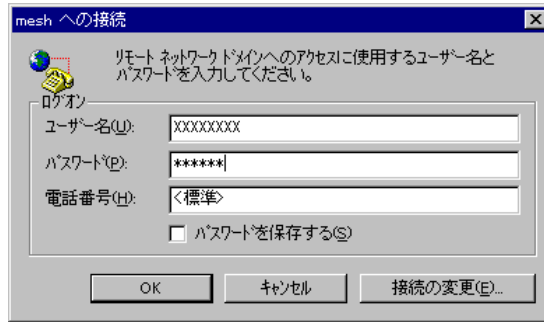 mesh への接続
リモート ネットワーク ドメインへのアクセスに使用するユーザー名と
パスワードを入力してください。
ログオン
ユーザー名(U):
XXXXXXXX
パスワード(P):
******
電話番号(H):
<標準>
パスワードを保存する(S)
OK
キャンセル
接続の変更(E)...